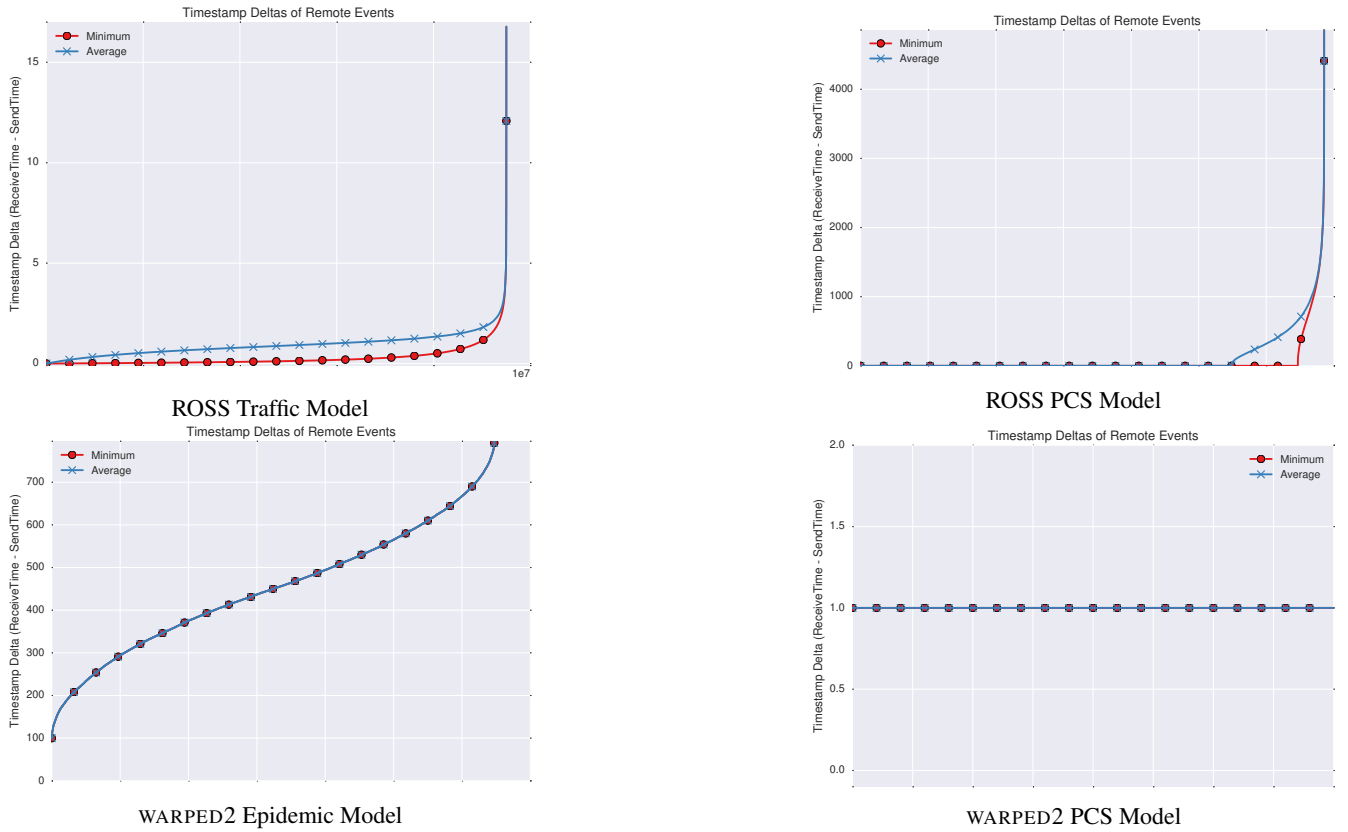 Timestamp Deltas of Remote Events
Minimum
Average
Timestamp Delta (ReceiveTime - SendTime)
15
10
5
0
1e7
ROSS Traffic Model
Timestamp Deltas of Remote Events
Minimum
Average
Timestamp Delta (ReceiveTime - SendTime)
4000
3000
2000
1000
0
ROSS PCS Model
Timestamp Deltas of Remote Events
Minimum
Average
Timestamp Delta (ReceiveTime - SendTime)
700
600
500
400
300
200
100
0
WARPED2 Epidemic Model
Timestamp Deltas of Remote Events
Minimum
Average
Timestamp Delta (ReceiveTime - SendTime)
2.0
1.5
1.0
0.5
0.0
WARPED2 PCS Model